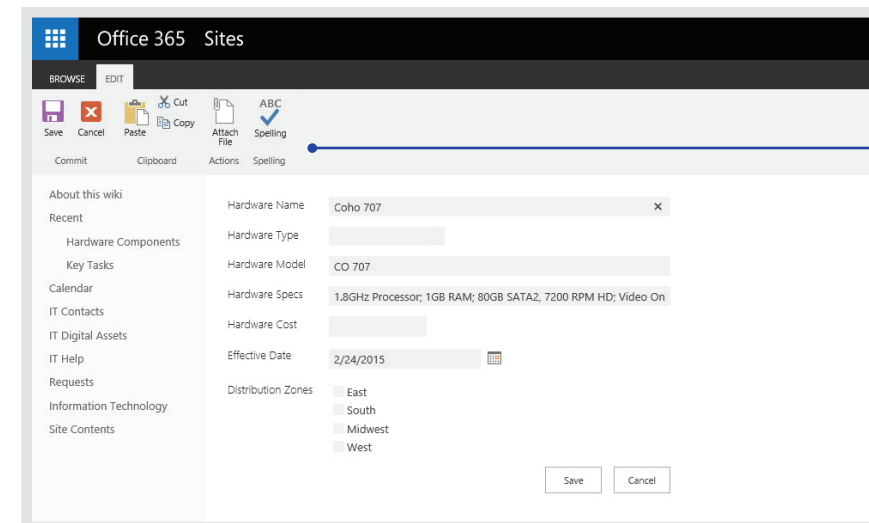 Office 365 Sites
BROWSE EDIT
Save Cancel Paste Cut Copy Attach File ABC Spelling
Commit Clipboard Actions Spelling
About this wiki
Recent
Hardware Components
Key Tasks
Calendar
IT Contacts
IT Digital Assets
IT Help
Requests
Information Technology
Site Contents
Hardware Name Coho 707
Hardware Type
Hardware Model CO 707
Hardware Specs 1.8GHz Processor; 1GB RAM; 80GB SATA2, 7200 RPM HD; Video On
Hardware Cost
Effective Date 2/24/2015
Distribution Zones East
South
Midwest
West
Save Cancel